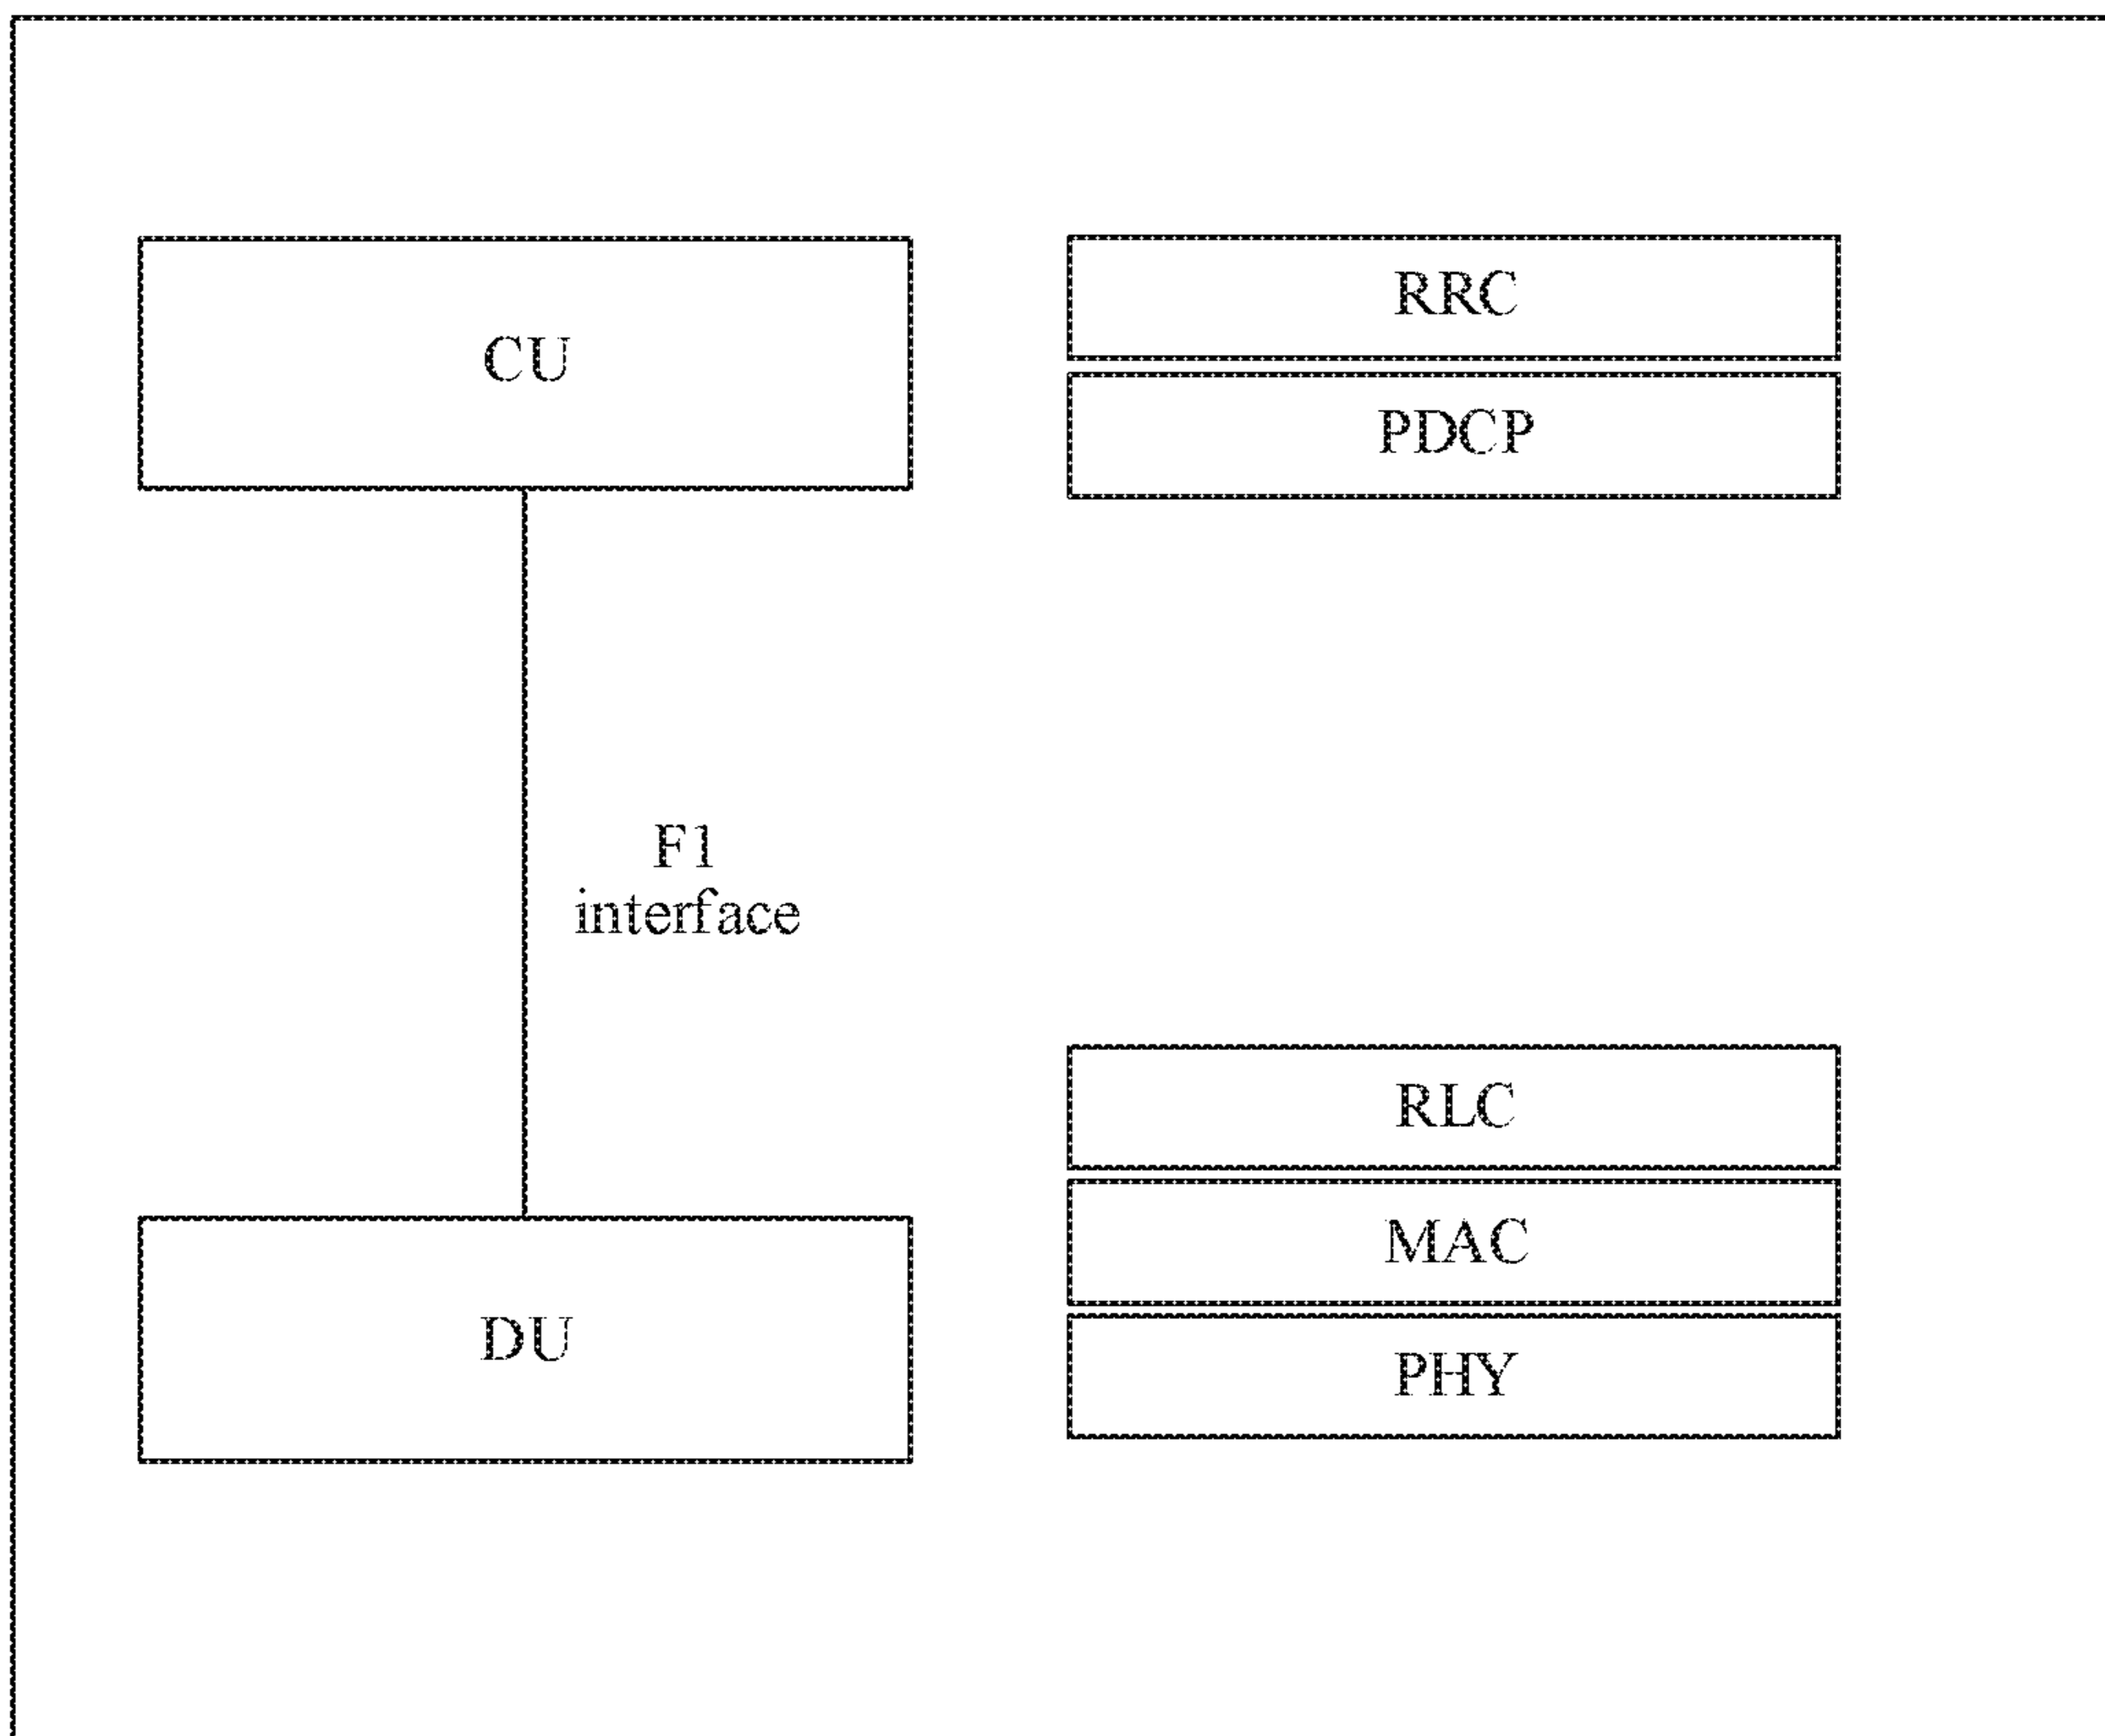 CU
RRC
PDCP
F1
interface
DU
RLC
MAC
PHY